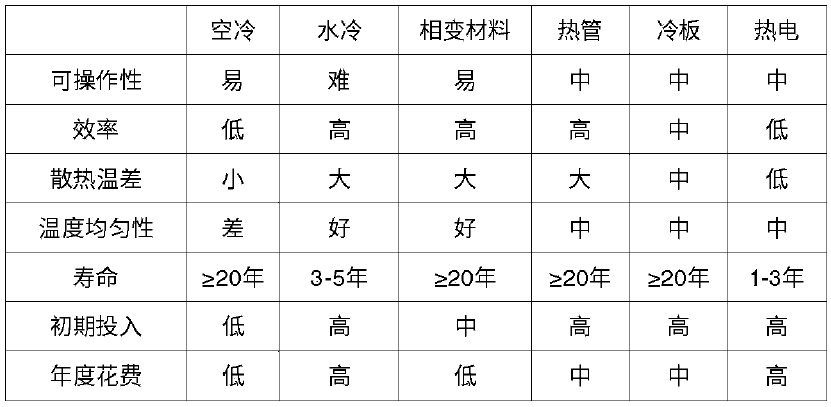 空冷 水冷 相变材料 热管 冷板 热电
可操作性 易 难 易 中 中 中
效率 低 高 高 高 中 低
散热温差 小 大 大 大 中 低
温度均匀性 差 好 好 中 中 中
寿命 ≥20年 3-5年 ≥20年 ≥20年 ≥20年 1-3年
初期投入 低 高 中 高 高 高
年度花费 低 高 低 中 中 高